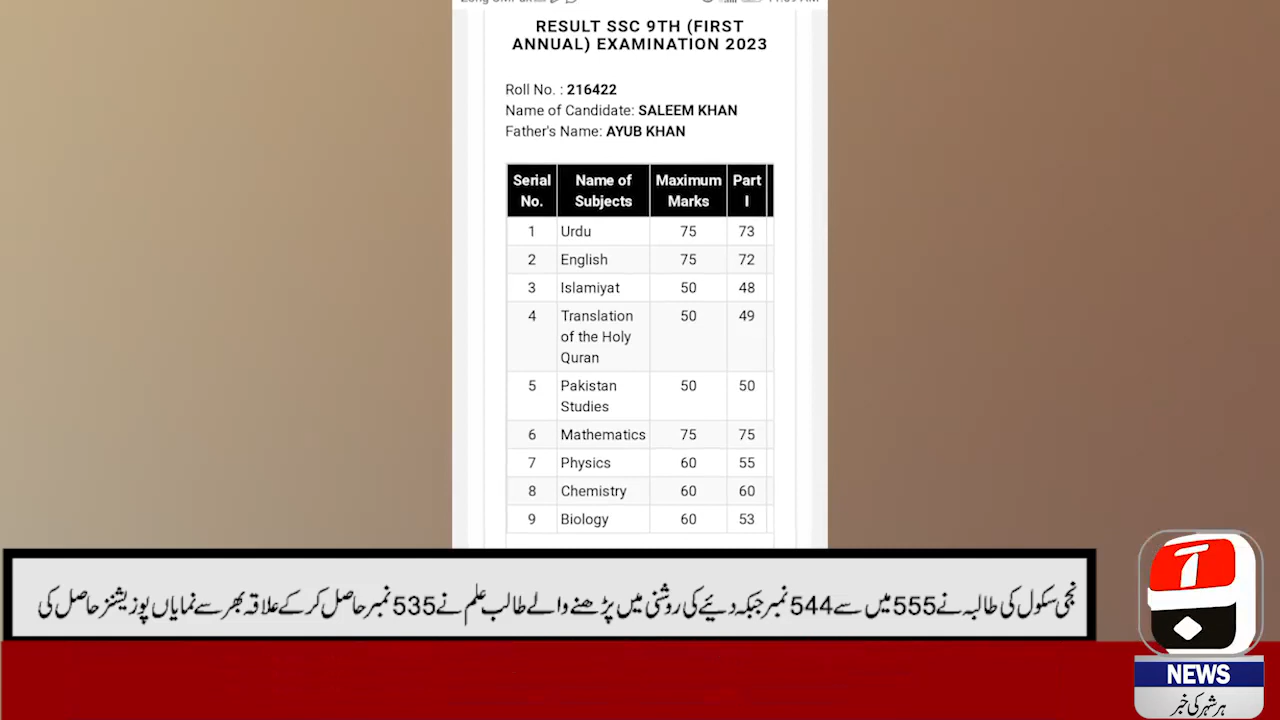 RESULT SSC 9TH (FIRST
ANNUAL) EXAMINATION 2023
Roll No. : 216422
Name of Candidate: SALEEM KHAN
Father's Name: AYUB KHAN
Serial No. Name of Subjects Maximum Marks Part I
1 Urdu 75 73
2 English 75 72
3 Islamiyat 50 48
4 Translation of the Holy Quran 50 49
5 Pakistan Studies 50 50
6 Mathematics 75 75
7 Physics 60 55
8 Chemistry 60 60
9 Biology 60 53
نجی سکول کی طالبہ نے 555 میں سے 544 نمبر جبکہ دئیے کی روشنی میں پڑھنے والے طالب علم نے 535 نمبر حاصل کر کے علاقہ بھر سے نمایاں پوزیشنز حاصل کی
NEWS
ہر شہر کی خبر